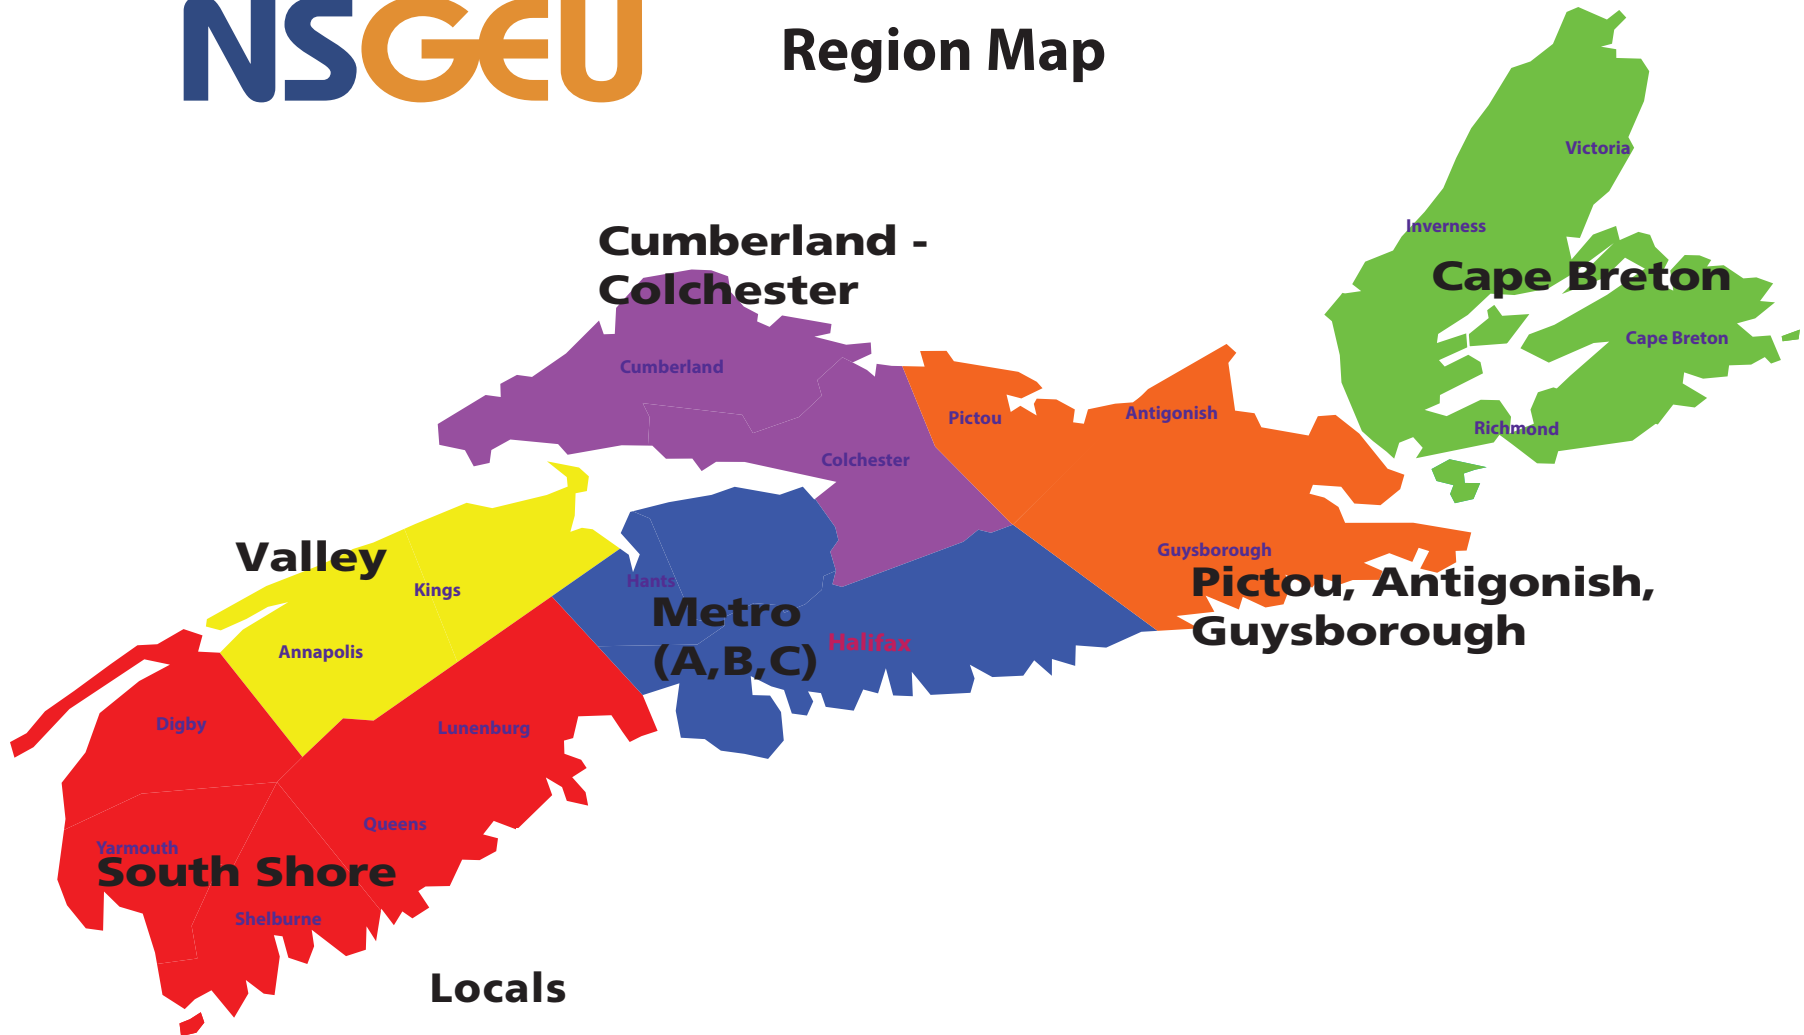 NSGEU
Region Map
Victoria
Inverness
Cumberland -
Colchester
Cape Breton
Cape Breton
Cumberland
Pictou
Antigonish
Richmond
Colchester
Valley
Kings
Hants
Guysborough
Metro
(A,B,C)
Pictou, Antigonish,
Guysborough
Halifax
Annapolis
Digby
Lunenburg
Queens
Yarmouth
South Shore
Shelburne
Locals